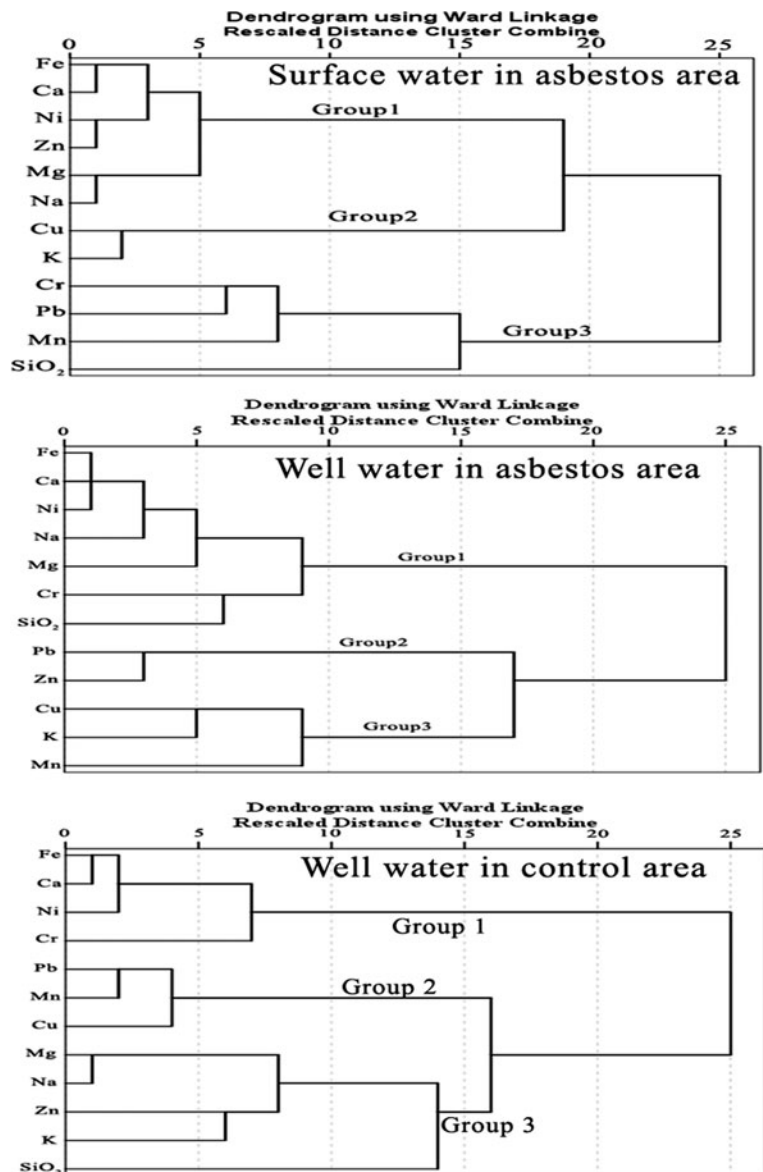 Dendrogram using Ward Linkage
Rescaled Distance Cluster Combine
0 5 10 15 20 25
Surface water in asbestos area
Fe
Ca
Group1
Ni
Zn
Mg
Na
Group2
Cu
K
Cr
Pb
Group3
Mn
SiO₂
Dendrogram using Ward Linkage
Rescaled Distance Cluster Combine
0 5 10 15 20 25
Fe
Well water in asbestos area
Ca
Ni
Na
Group1
Mg
Cr
SiO₂
Group2
Pb
Zn
Cu
Group3
K
Mn
Dendrogram using Ward Linkage
Rescaled Distance Cluster Combine
0 5 10 15 20 25
Fe
Well water in control area
Ca
Ni
Group 1
Cr
Pb
Group 2
Mn
Cu
Mg
Na
Zn
Group 3
K
SiO₂